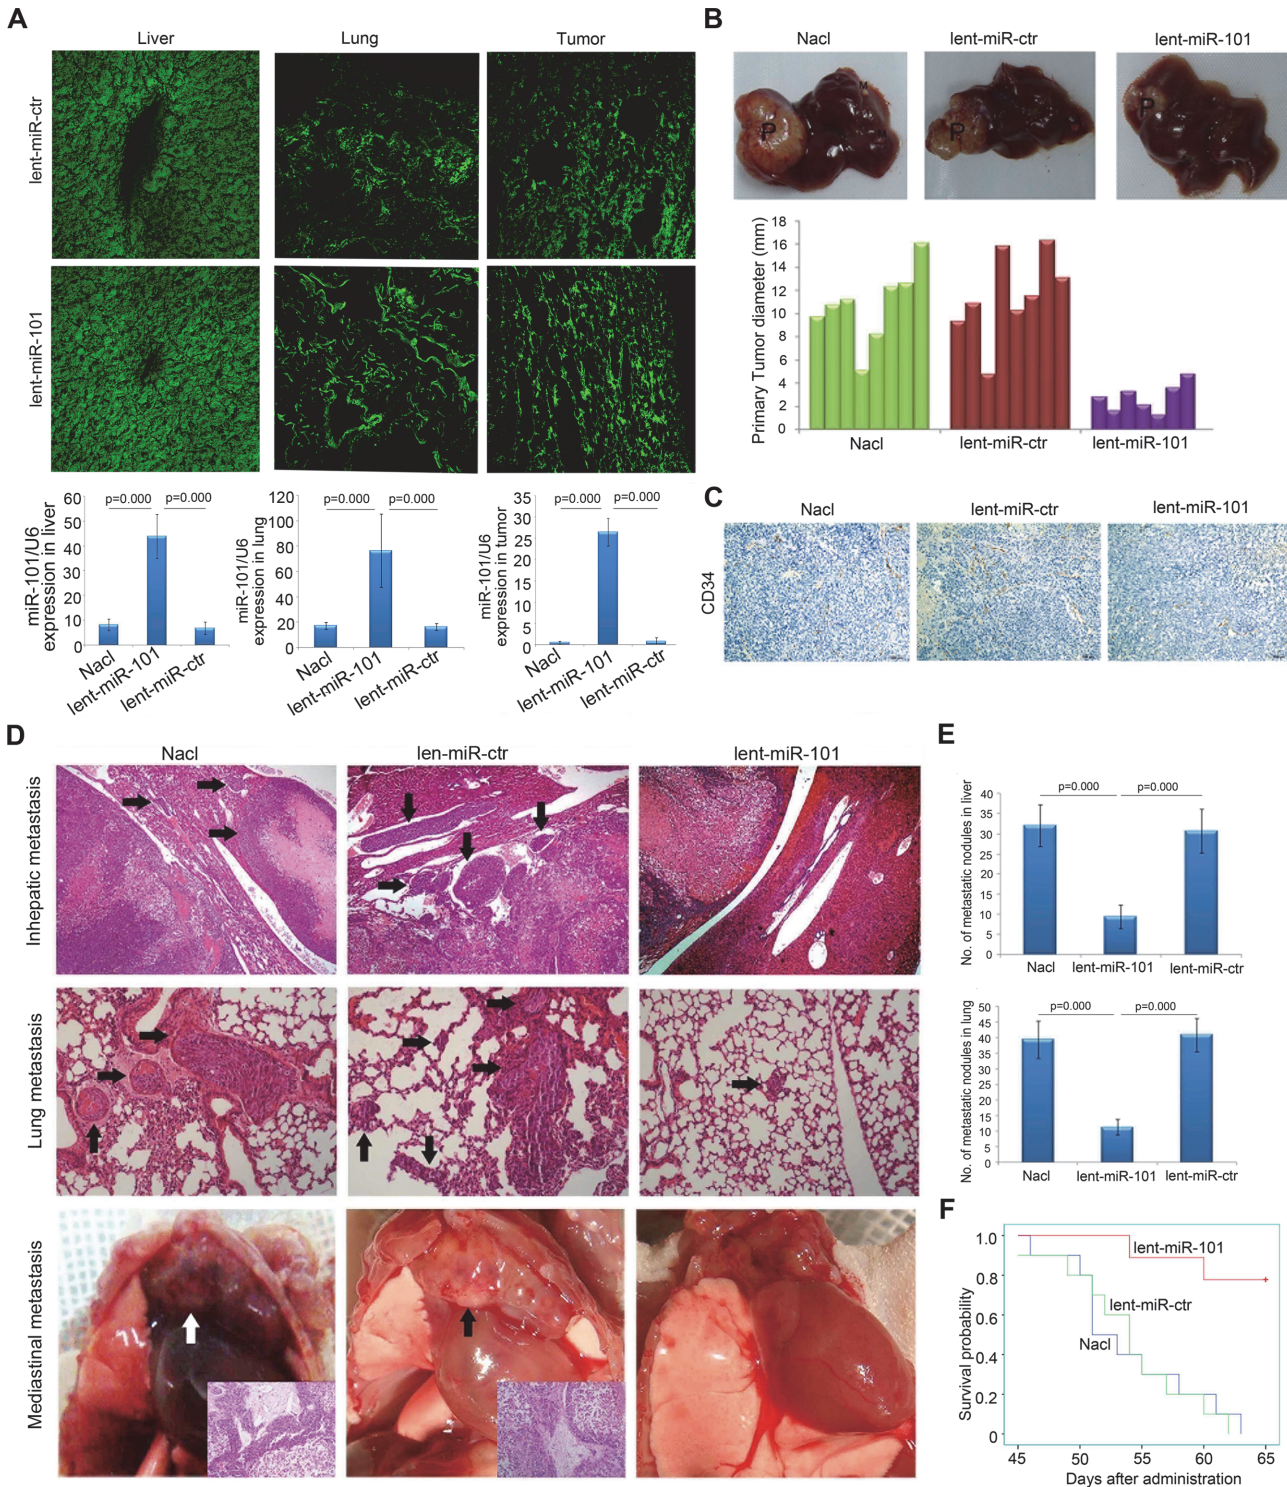 A
Liver
Lung
Tumor
lent-miR-ctr
lent-miR-101
miR-101/U6
expression in liver
60
50
40
30
20
10
0
p=0.000
p=0.000
Nacl
lent-miR-101
lent-miR-ctr
miR-101/U6
expression in lung
120
100
80
60
40
20
0
p=0.000
p=0.000
Nacl
lent-miR-101
lent-miR-ctr
miR-101/U6
expression in tumor
35
30
25
20
15
10
5
0
p=0.000
p=0.000
Nacl
lent-miR-101
lent-miR-ctr
B
Nacl
lent-miR-ctr
lent-miR-101
P
M
P
P
Primary Tumor diameter (mm)
18
16
14
12
10
8
6
4
2
0
Nacl
lent-miR-ctr
lent-miR-101
C
Nacl
lent-miR-ctr
lent-miR-101
CD34
D
Nacl
len-miR-ctr
lent-miR-101
Inhepatic metastasis
Lung metastasis
Mediastinal metastasis
E
No. of metastatic nodules in liver
40
35
30
25
20
15
10
5
0
p=0.000
p=0.000
Nacl
lent-miR-101
lent-miR-ctr
No. of metastatic nodules in lung
50
45
40
35
30
25
20
15
10
5
0
p=0.000
p=0.000
Nacl
lent-miR-101
lent-miR-ctr
F
Survival probability
1.0
0.8
0.6
0.4
0.2
0
lent-miR-101
lent-miR-ctr
Nacl
45
50
55
60
65
Days after administration